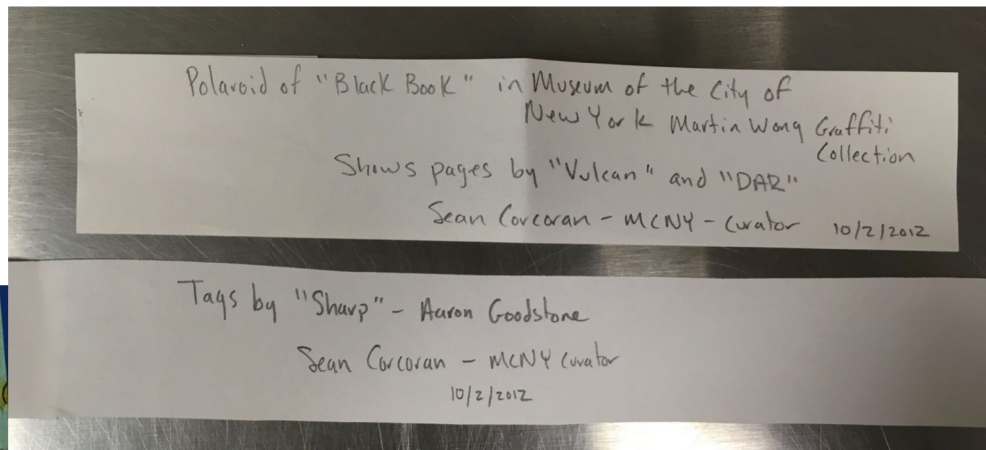 Polaroid of "Black Book" in Museum of the City of
New York Martin Wong Graffiti
Collection
Shows pages by "Vulcan" and "DAR"
Sean Corcoran - MCNY - Curator 10/2/2012
Tags by "Sharp" - Aaron Goodstone
Sean Corcoran - MCNY Curator
10/2/2012